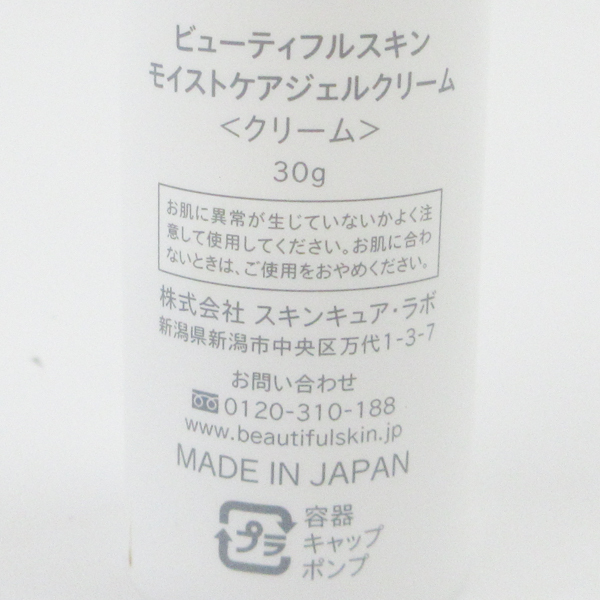 ビューティフルスキン
モイストケアジェルクリーム
＜クリーム＞
30g
お肌に異常が生じていないかよく注
意して使用してください。お肌に合わ
ないときは、ご使用をおやめください。
株式会社 スキンキュア・ラボ
新潟県新潟市中央区万代1-3-7
お問い合わせ
0120-310-188
www.beautifulskin.jp
MADE IN JAPAN
プラ
容器
キャップ
ポンプ